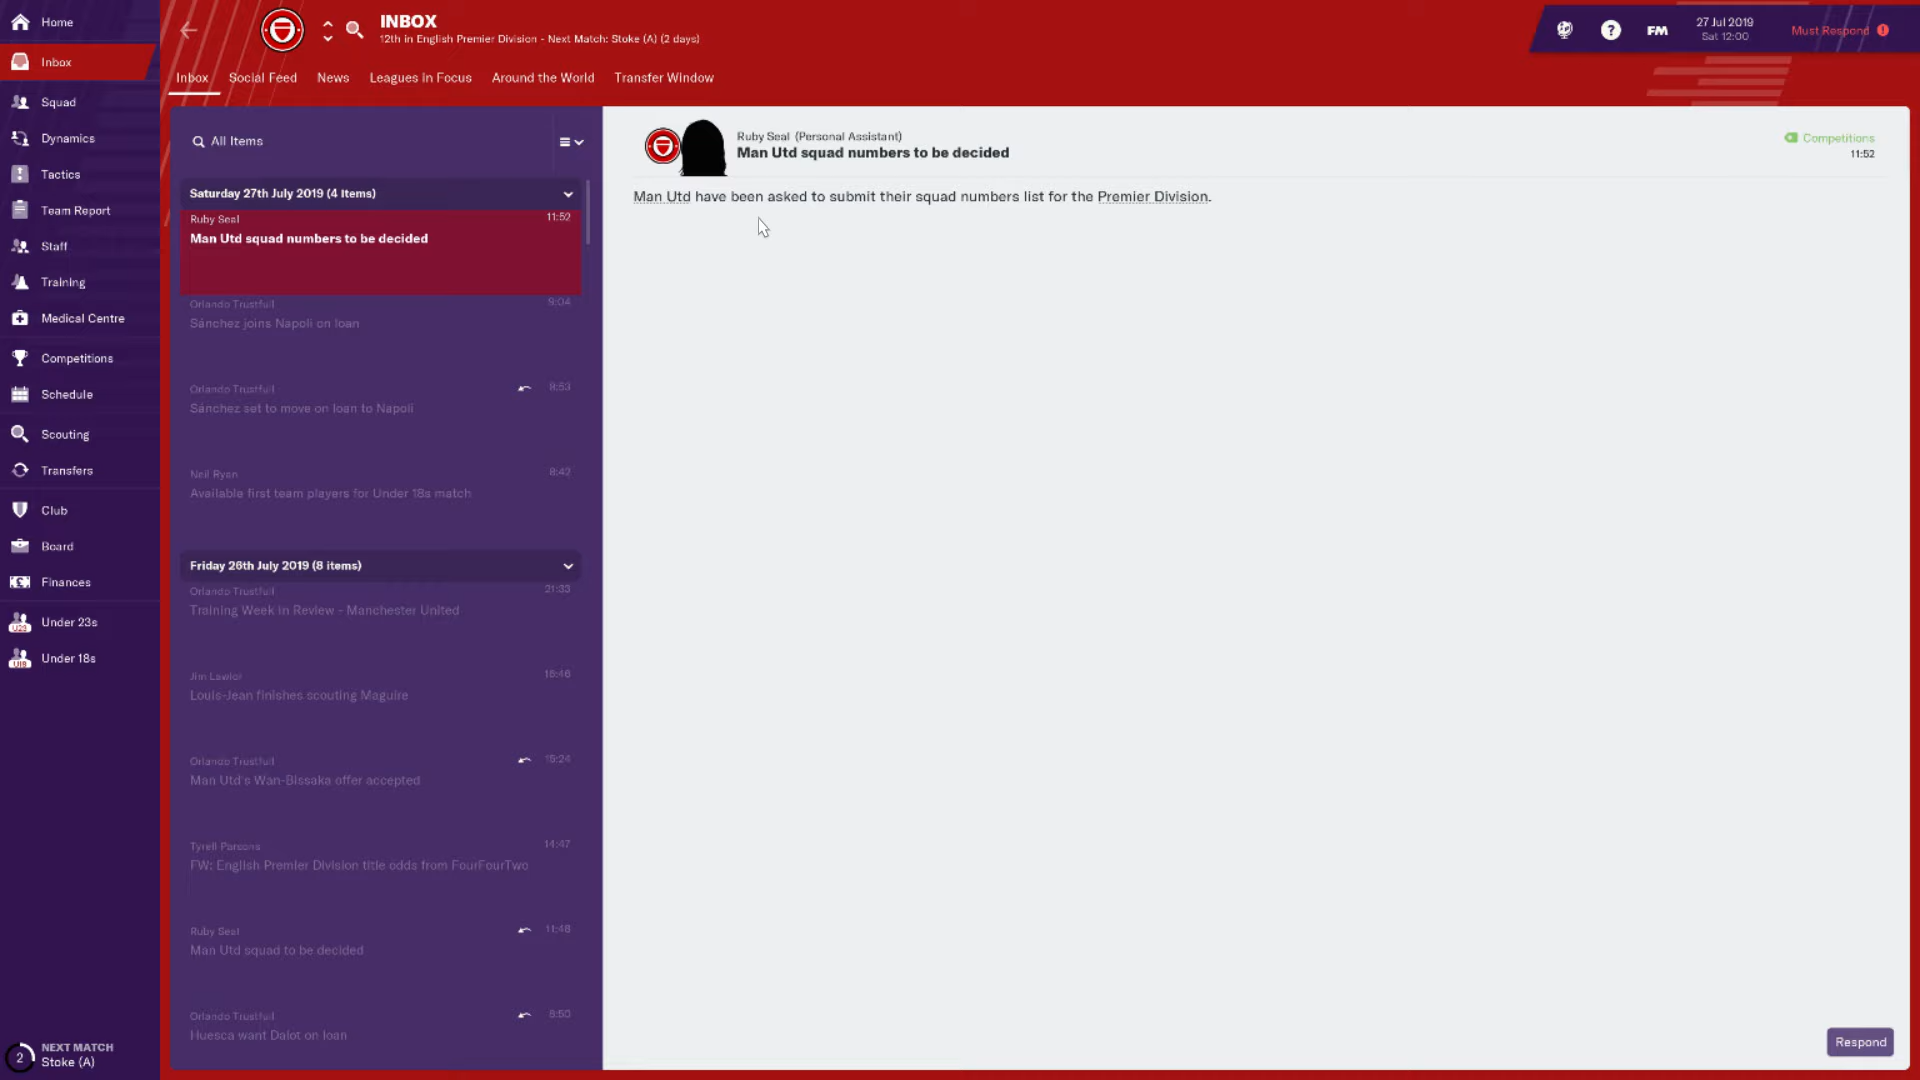 Home
Inbox
Squad
Dynamics
Tactics
Team Report
Staff
Training
Medical Centre
Competitions
Schedule
Scouting
Transfers
Club
Board
Finances
U23
Under 23s
U18
Under 18s
2
NEXT MATCH
Stoke (A)
INBOX
12th in English Premier Division - Next Match: Stoke (A) (2 days)
?
FM
27 Jul 2019
Sat 12:00
Must Respond
Inbox
Social Feed
News
Leagues in Focus
Around the World
Transfer Window
All Items
Saturday 27th July 2019 (4 Items)
Ruby Seal 11:52
Man Utd squad numbers to be decided
Orlando Trustfull 9:04
Sánchez joins Napoli on loan
Orlando Trustfull 8:53
Sánchez set to move on loan to Napoli
Neil Ryan 8:42
Available first team players for Under 18s match
Friday 26th July 2019 (8 items)
Orlando Trustfull 21:33
Training Week in Review - Manchester United
Jim Lawlor 16:46
Louis-Jean finishes scouting Maguire
Orlando Trustfull 15:24
Man Utd's Wan-Bissaka offer accepted
Tyrell Parsons 14:47
FW: English Premier Division title odds from FourFourTwo
Ruby Seal 11:48
Man Utd squad to be decided
Orlando Trustfull 8:50
Huesca want Dalot on loan
Ruby Seal (Personal Assistant)
Man Utd squad numbers to be decided
Competitions
11:52
Man Utd have been asked to submit their squad numbers list for the Premier Division.
Respond